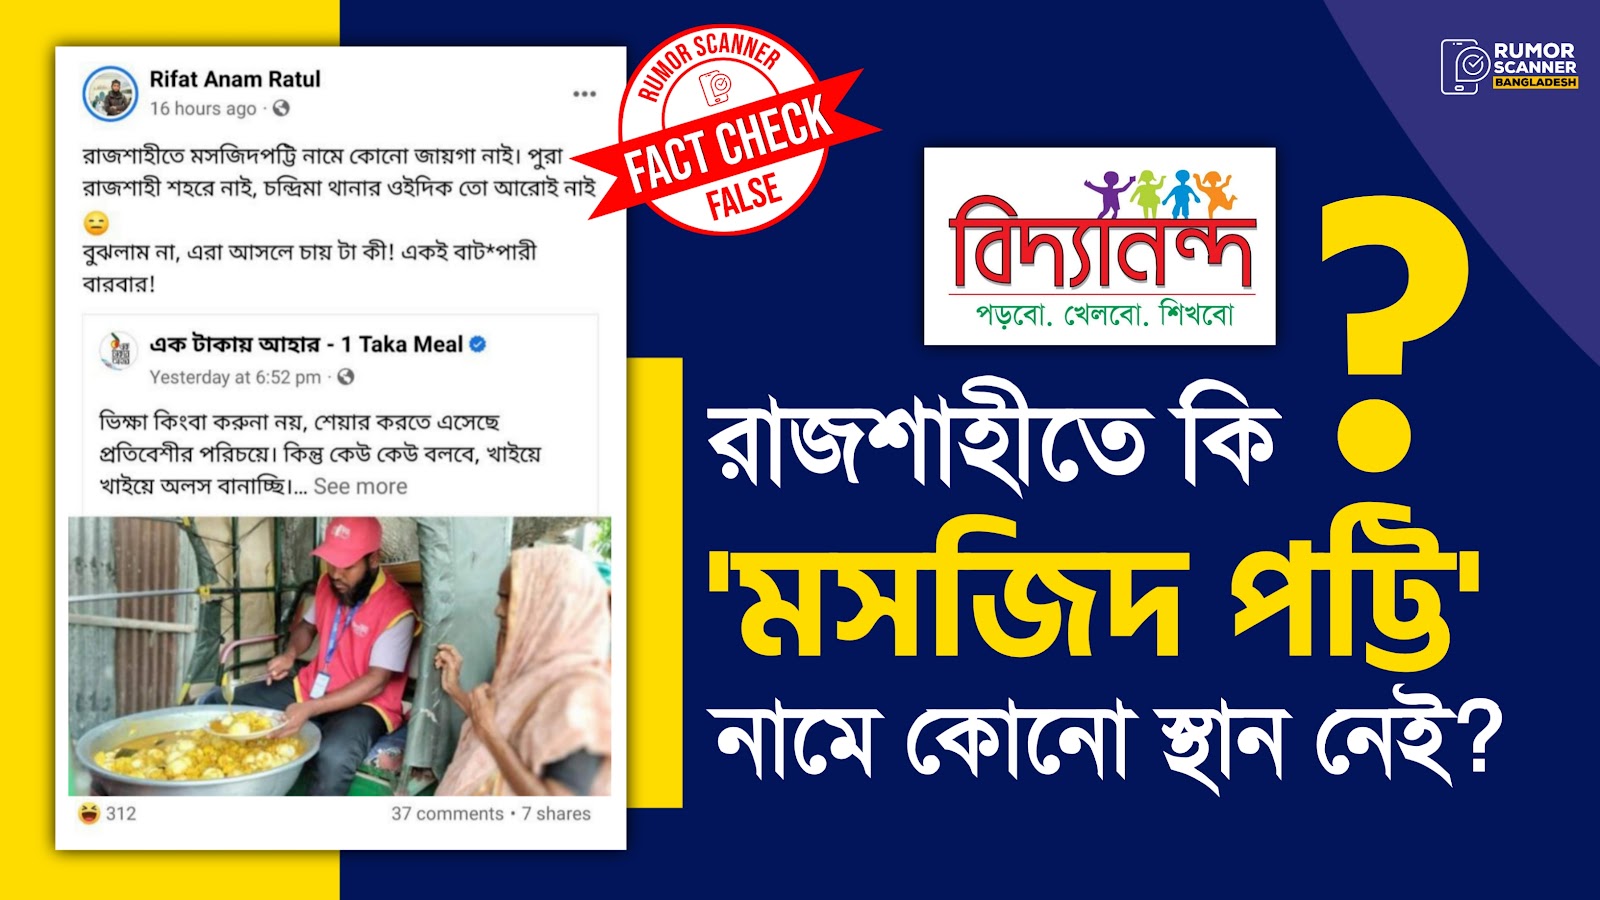 Rifat Anam Ratul
16 hours ago
রাজশাহীতে মসজিদপট্টি নামে কোনো জায়গা নাই। পুরা
রাজশাহী শহরে নাই, চন্দ্রিমা থানার ওইদিক তো আরোই নাই
😑
বুঝলাম না, এরা আসলে চায় টা কী! একই বাট*পারী
বারবার!
এক টাকায় আহার - 1 Taka Meal
Yesterday at 6:52 pm
ভিক্ষা কিংবা করুনা নয়, শেয়ার করতে এসেছে
প্রতিবেশীর পরিচয়ে। কিন্তু কেউ কেউ বলবে, খাইয়ে
খাইয়ে অলস বানাচ্ছি।... See more
312
37 comments • 7 shares
RUMOR SCANNER
FACT CHECK
FALSE
RUMOR
SCANNER
BANGLADESH
বিদ্যানন্দ
পড়বো. খেলবো. শিখবো
রাজশাহীতে কি
'মসজিদ পট্টি'
নামে কোনো স্থান নেই?
?